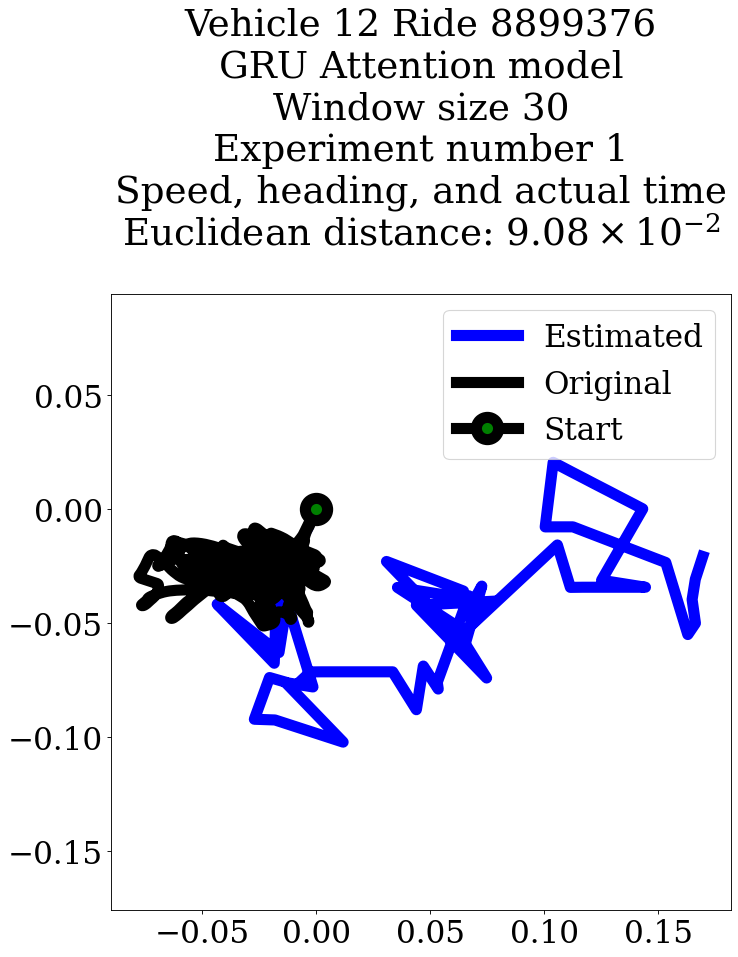 Vehicle 12 Ride 8899376
GRU Attention model
Window size 30
Experiment number 1
Speed, heading, and actual time
Euclidean distance: 9.08 × 10⁻²
Estimated
Original
Start
0.05
0.00
−0.05
−0.10
−0.15
−0.05 0.00 0.05 0.10 0.15